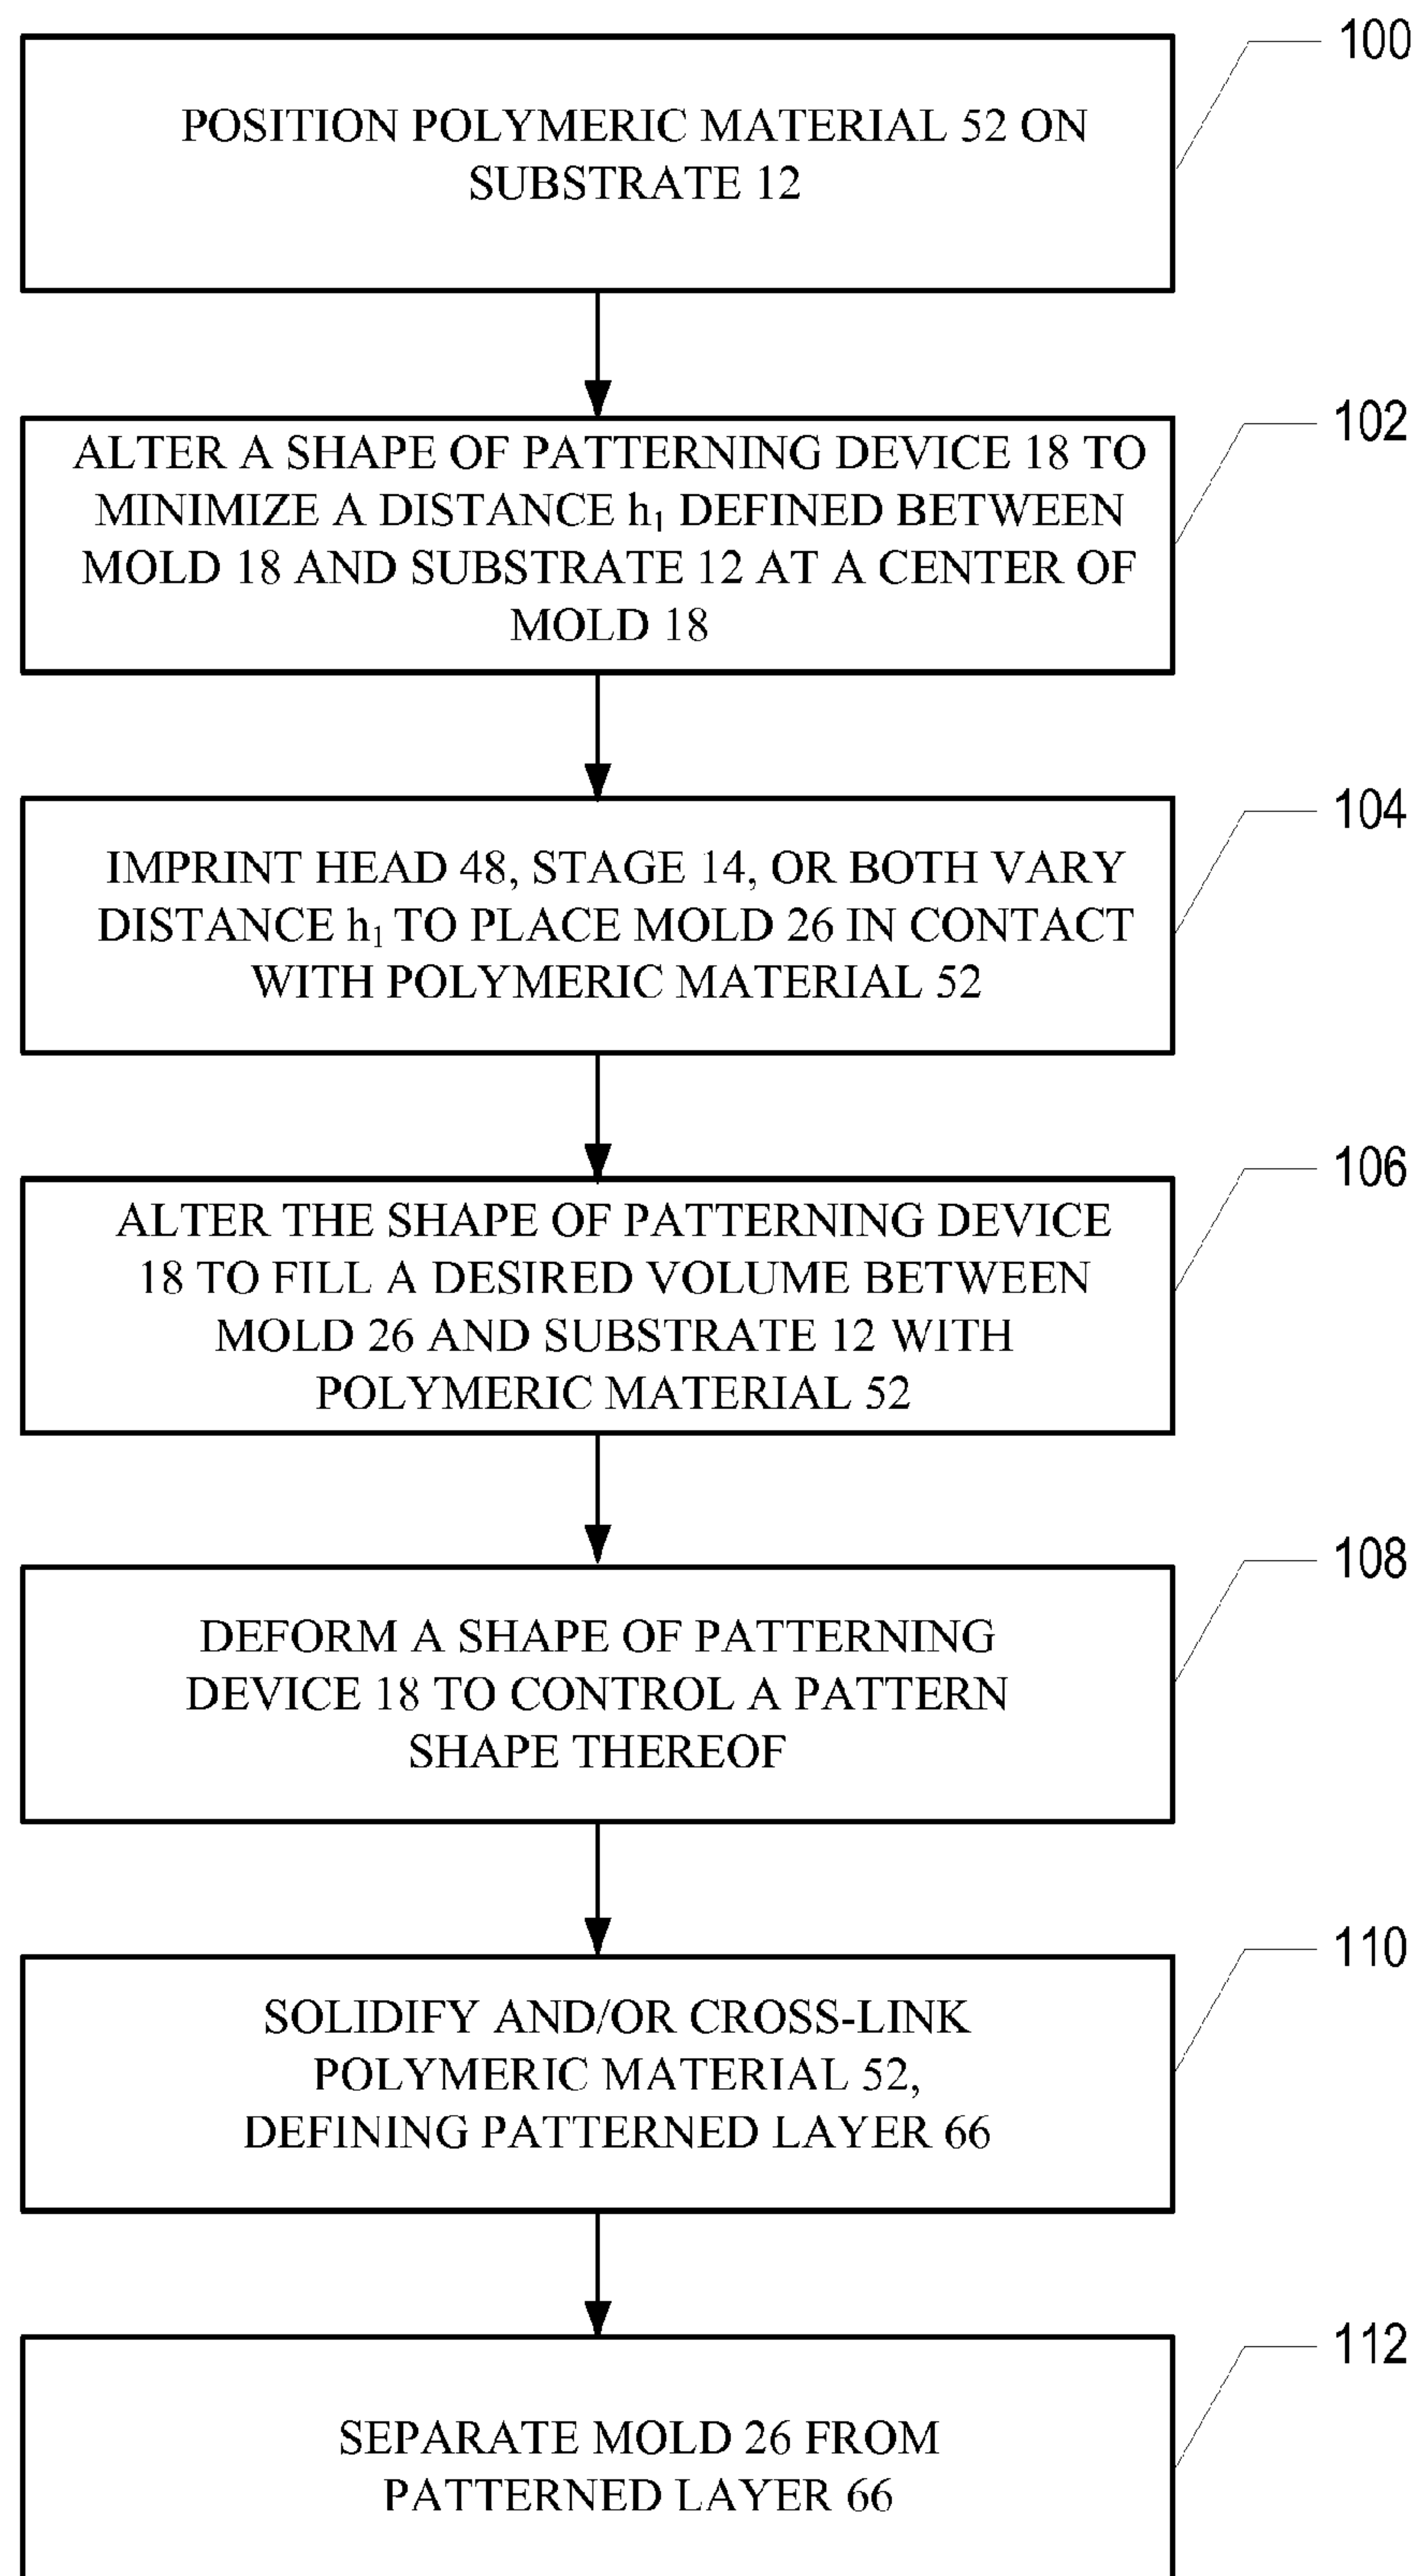 100
POSITION POLYMERIC MATERIAL 52 ON
SUBSTRATE 12
102
ALTER A SHAPE OF PATTERNING DEVICE 18 TO
MINIMIZE A DISTANCE h₁ DEFINED BETWEEN
MOLD 18 AND SUBSTRATE 12 AT A CENTER OF
MOLD 18
104
IMPRINT HEAD 48, STAGE 14, OR BOTH VARY
DISTANCE h₁ TO PLACE MOLD 26 IN CONTACT
WITH POLYMERIC MATERIAL 52
106
ALTER THE SHAPE OF PATTERNING DEVICE
18 TO FILL A DESIRED VOLUME BETWEEN
MOLD 26 AND SUBSTRATE 12 WITH
POLYMERIC MATERIAL 52
108
DEFORM A SHAPE OF PATTERNING
DEVICE 18 TO CONTROL A PATTERN
SHAPE THEREOF
110
SOLIDIFY AND/OR CROSS-LINK
POLYMERIC MATERIAL 52,
DEFINING PATTERNED LAYER 66
112
SEPARATE MOLD 26 FROM
PATTERNED LAYER 66